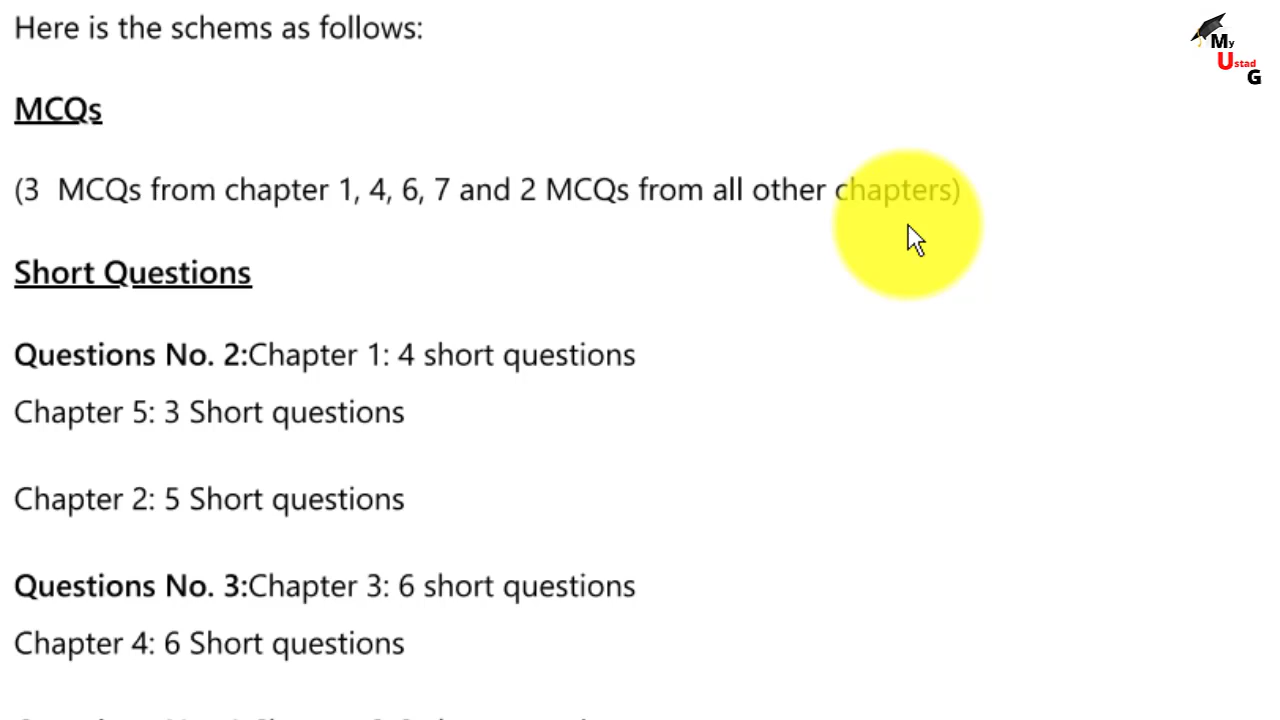 Here is the schems as follows:
My
Ustad
G
MCQs
(3 MCQs from chapter 1, 4, 6, 7 and 2 MCQs from all other chapters)
Short Questions
Questions No. 2:Chapter 1: 4 short questions
Chapter 5: 3 Short questions
Chapter 2: 5 Short questions
Questions No. 3:Chapter 3: 6 short questions
Chapter 4: 6 Short questions